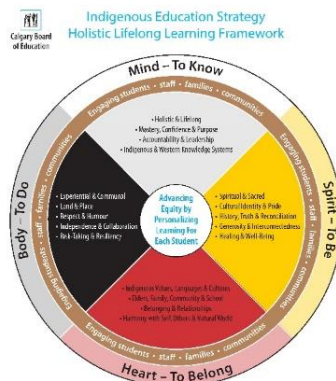 Calgary Board
of Education
Indigenous Education Strategy
Holistic Lifelong Learning Framework
Mind – To Know
Engaging students • staff • families • communities
• Holistic & Lifelong
• Mastery, Confidence & Purpose
• Accountability & Leadership
• Indigenous & Western Knowledge Systems
Body – To Do
Engaging students • staff • families • communities
• Experiential & Communal
• Land & Place
• Respect & Humour
• Independence & Collaboration
• Risk-Taking & Resiliency
Advancing
Equity by
Personalizing
Learning For
Each Student
• Spiritual & Sacred
• Cultural Identity & Pride
• History, Truth & Reconciliation
• Generosity & Interconnectedness
• Healing & Well-Being
Engaging students • staff • families • communities
Spirit – To Be
• Indigenous Values, Languages & Cultures
• Elders, Family, Community & School
• Belonging & Relationships
• Harmony with Self, Others & Natural World
Engaging students • staff • families • communities
Heart – To Belong